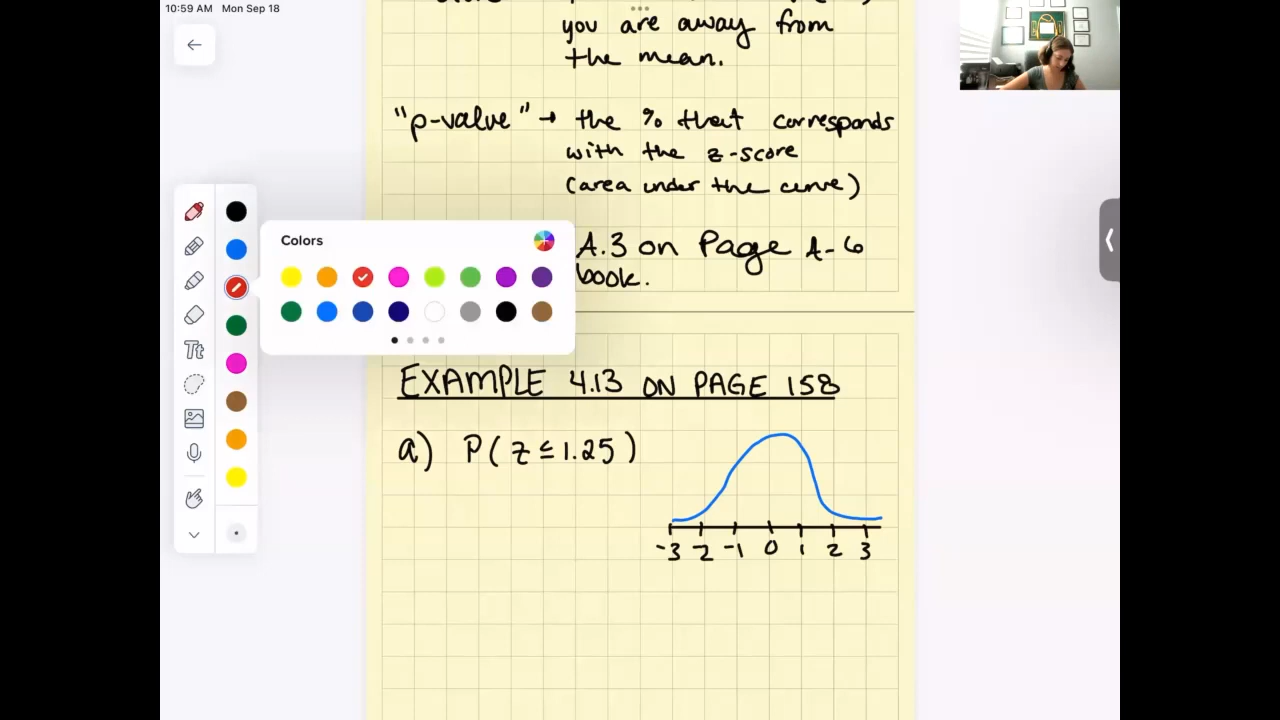 10:59 AM Mon Sep 18
you are away from
the mean.
"p-value" → the % that corresponds
with the z-score
(area under the curve)
Colors
A.3 on Page A-6
book.
Tt
EXAMPLE 4.13 ON PAGE 158
a) P(z ≤ 1.25)
-3 -2 -1 0 1 2 3